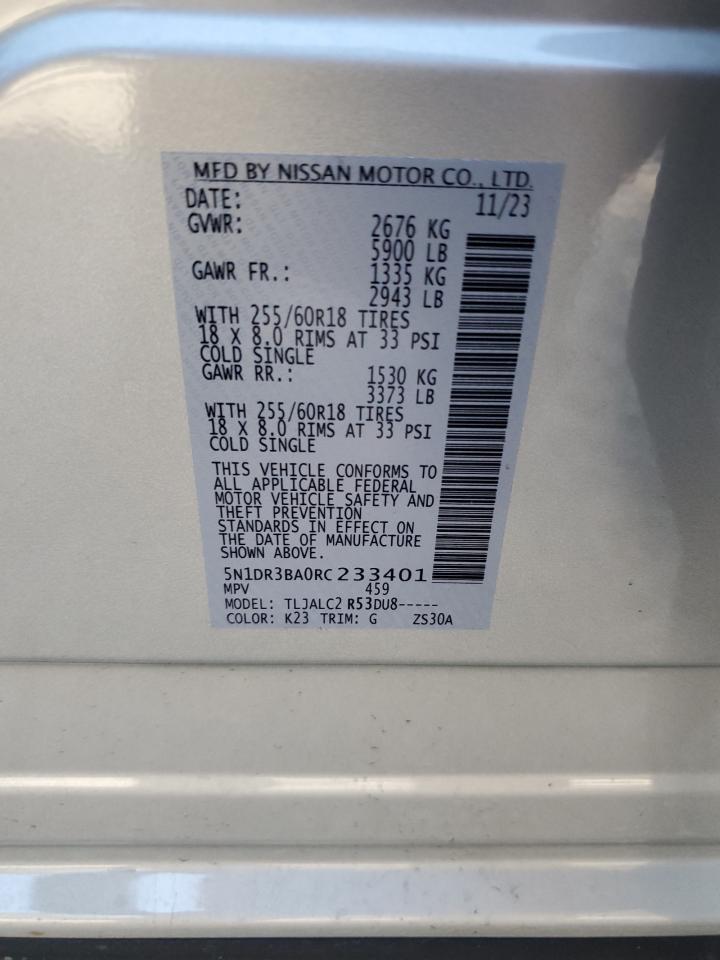 MFD BY NISSAN MOTOR CO., LTD.
DATE: 11/23
GVWR: 2676 KG
5900 LB
GAWR FR.: 1335 KG
2943 LB
WITH 255/60R18 TIRES
18 X 8.0 RIMS AT 33 PSI
COLD SINGLE
GAWR RR.: 1530 KG
3373 LB
WITH 255/60R18 TIRES
18 X 8.0 RIMS AT 33 PSI
COLD SINGLE
THIS VEHICLE CONFORMS TO
ALL APPLICABLE FEDERAL
MOTOR VEHICLE SAFETY AND
THEFT PREVENTION
STANDARDS IN EFFECT ON
THE DATE OF MANUFACTURE
SHOWN ABOVE.
5N1DR3BA0RC233401
MPV 459
MODEL: TLJALC2 R53DU8-----
COLOR: K23 TRIM: G ZS30A